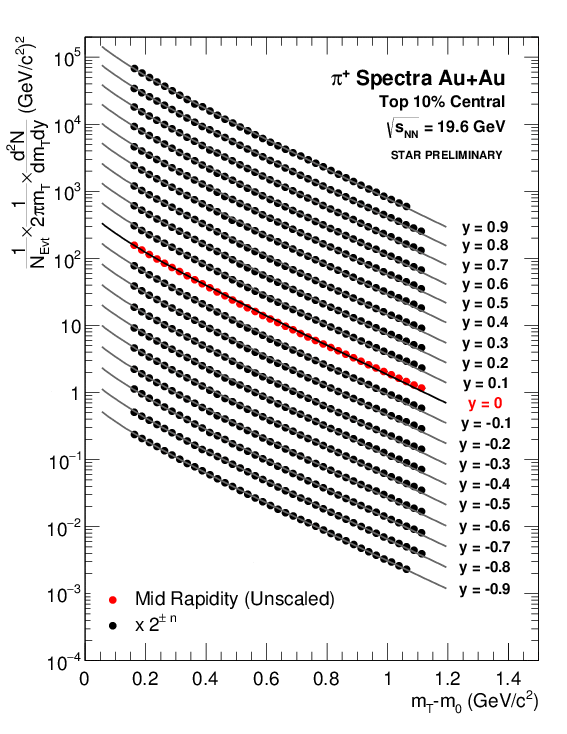 π⁺ Spectra Au+Au
Top 10% Central
√s_NN = 19.6 GeV
STAR PRELIMINARY
1/N_Evt × 1/2πm_T × d²N/dm_Tdy (GeV/c²)²
10⁵
10⁴
10³
10²
10
1
10⁻¹
10⁻²
10⁻³
10⁻⁴
y = 0.9
y = 0.8
y = 0.7
y = 0.6
y = 0.5
y = 0.4
y = 0.3
y = 0.2
y = 0.1
y = 0
y = -0.1
y = -0.2
y = -0.3
y = -0.4
y = -0.5
y = -0.6
y = -0.7
y = -0.8
y = -0.9
Mid Rapidity (Unscaled)
x 2^{± n}
0 0.2 0.4 0.6 0.8 1 1.2 1.4
m_T-m_0 (GeV/c²)